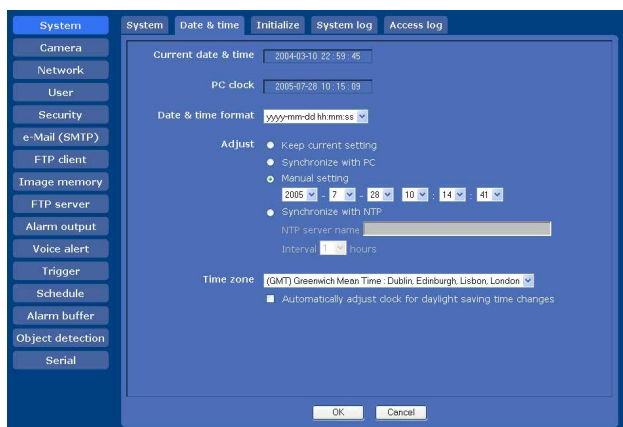 System
Camera
Network
User
Security
e-Mail (SMTP)
FTP client
Image memory
FTP server
Alarm output
Voice alert
Trigger
Schedule
Alarm buffer
Object detection
Serial
System Date & time Initialize System log Access log
Current date & time 2004-03-10 22 : 59 : 45
PC clock 2005-07-28 10 : 15 : 09
Date & time format yyyy-mm-dd hh:mm:ss
Adjust Keep current setting
Synchronize with PC
Manual setting
2005 - 7 - 28 10 : 14 : 41
Synchronize with NTP
NTP server name
Interval 1 hours
Time zone (GMT) Greenwich Mean Time : Dublin, Edinburgh, Lisbon, London
Automatically adjust clock for daylight saving time changes
OK Cancel